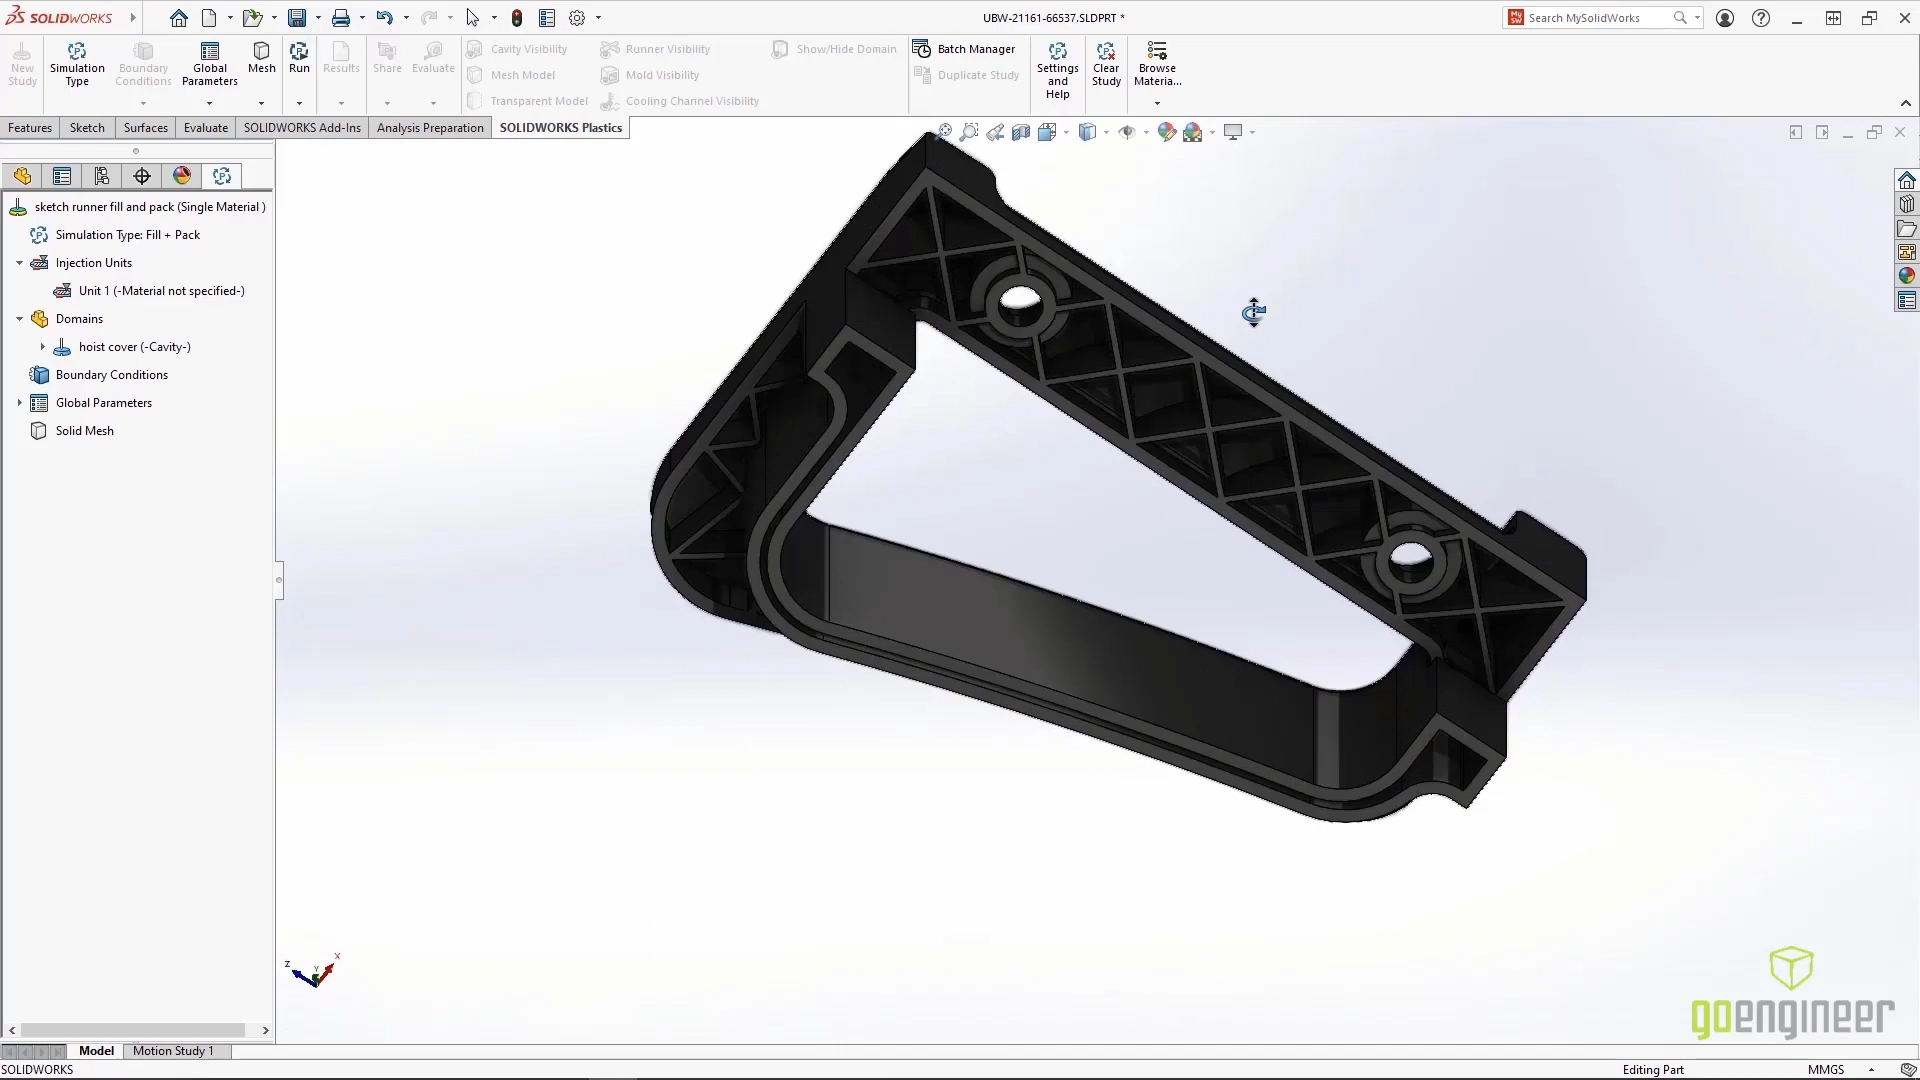 SOLIDWORKS
UBW-21161-66537.SLDPRT *
Search MySolidWorks
New Study
Simulation Type
Boundary Conditions
Global Parameters
Mesh
Run
Results
Share
Evaluate
Cavity Visibility
Mesh Model
Transparent Model
Runner Visibility
Mold Visibility
Cooling Channel Visibility
Show/Hide Domain
Batch Manager
Duplicate Study
Settings and Help
Clear Study
Browse Materia...
Features
Sketch
Surfaces
Evaluate
SOLIDWORKS Add-Ins
Analysis Preparation
SOLIDWORKS Plastics
sketch runner fill and pack (Single Material )
Simulation Type: Fill + Pack
Injection Units
Unit 1 (-Material not specified-)
Domains
hoist cover (-Cavity-)
Boundary Conditions
Global Parameters
Solid Mesh
Z
Y
X
goengineer
Model
Motion Study 1
SOLIDWORKS
Editing Part
MMGS